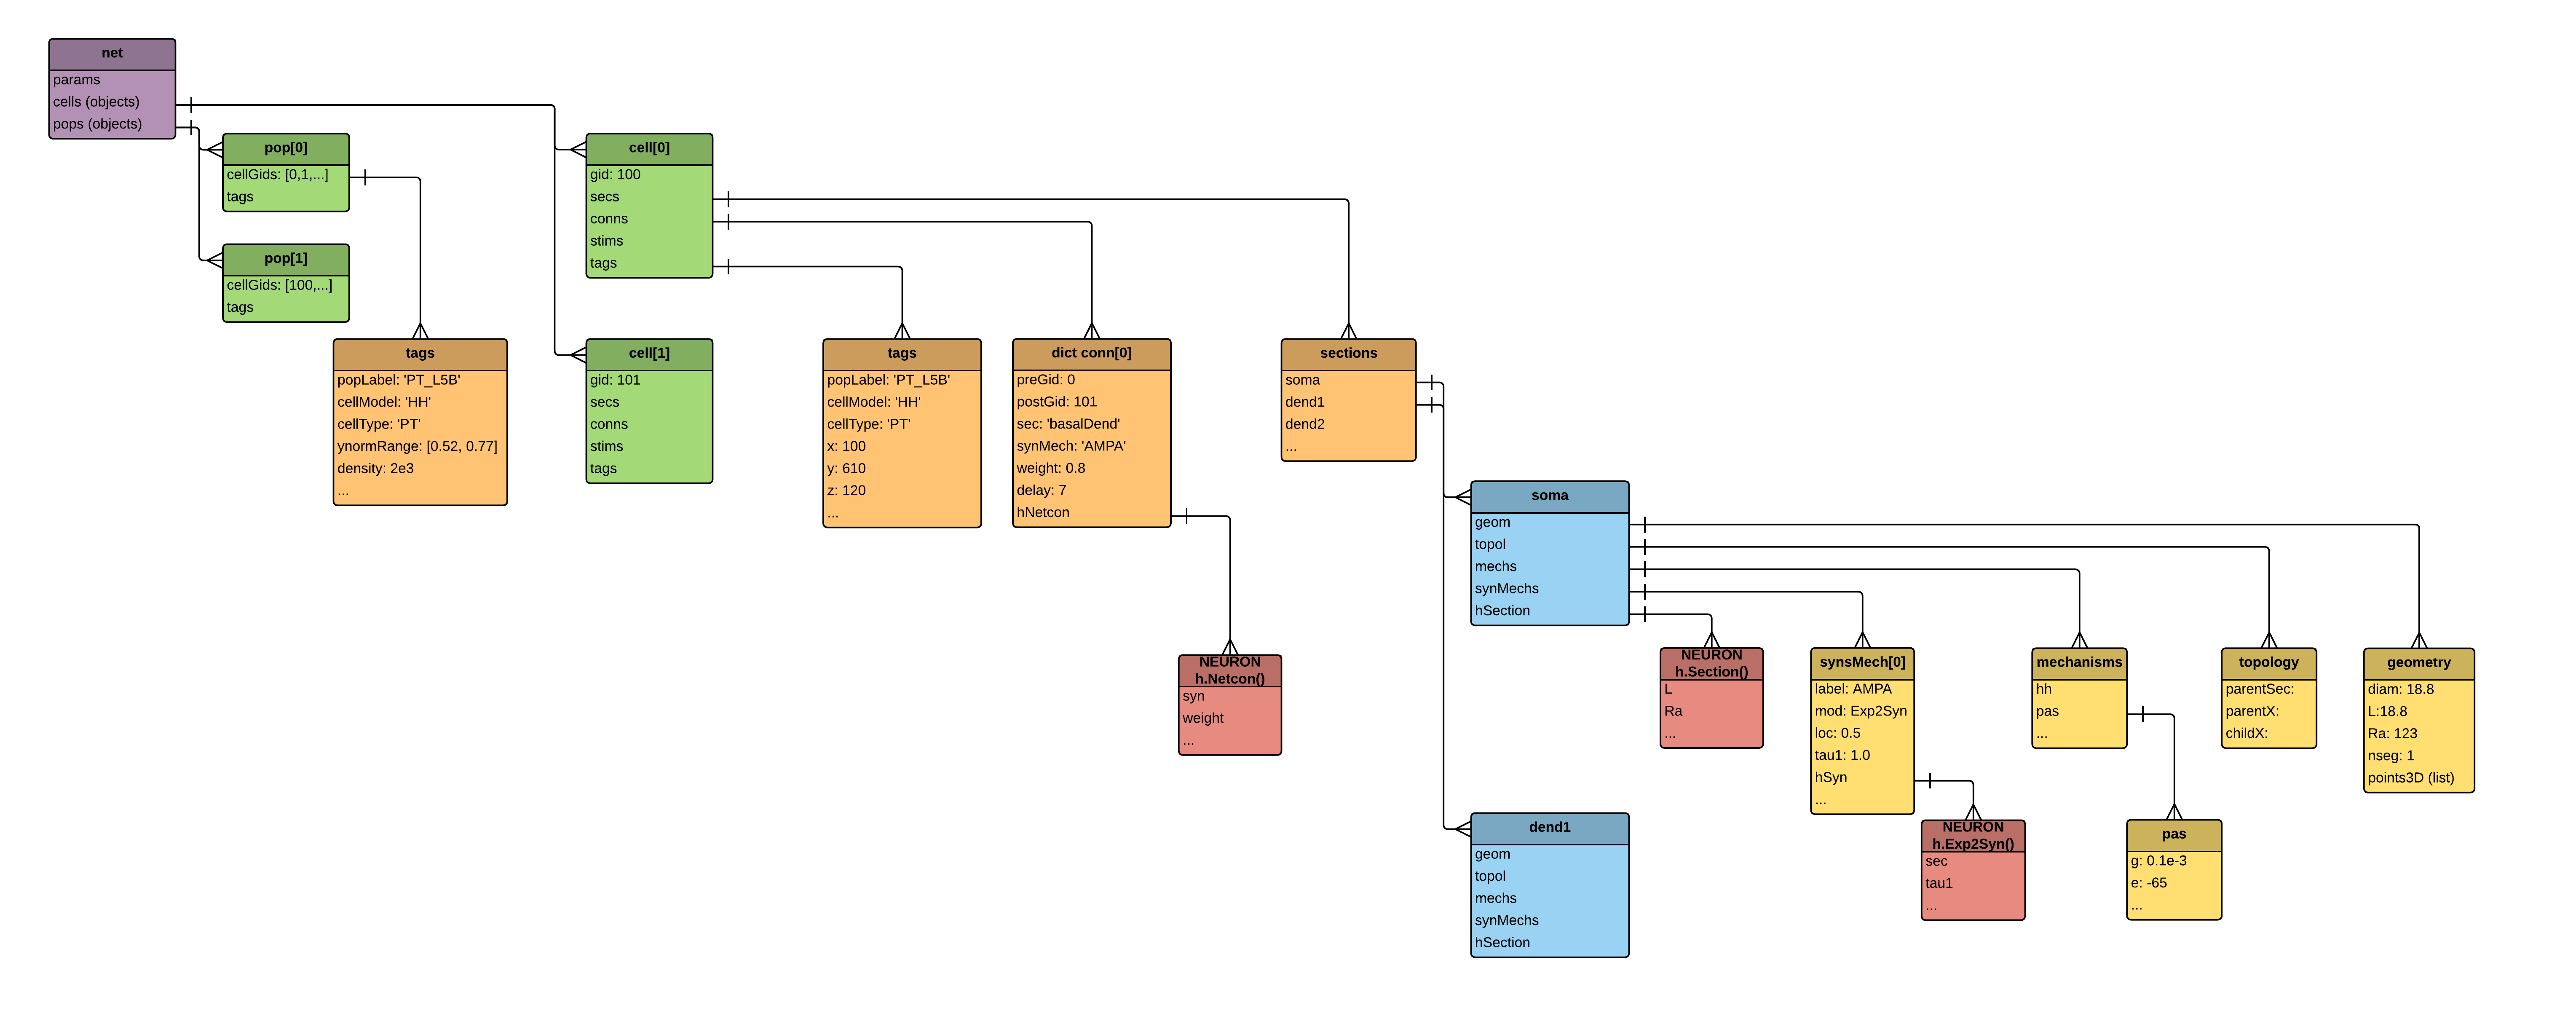 net
params
cells (objects)
pops (objects)
pop[0]
cellGids: [0,1,...]
tags
pop[1]
cellGids: [100,...]
tags
tags
popLabel: 'PT_L5B'
cellModel: 'HH'
cellType: 'PT'
ynormRange: [0.52, 0.77]
density: 2e3
...
cell[0]
gid: 100
secs
conns
stims
tags
cell[1]
gid: 101
secs
conns
stims
tags
tags
popLabel: 'PT_L5B'
cellModel: 'HH'
cellType: 'PT'
x: 100
y: 610
z: 120
...
dict conn[0]
preGid: 0
postGid: 101
sec: 'basalDend'
synMech: 'AMPA'
weight: 0.8
delay: 7
hNetcon
NEURON
h.Netcon()
syn
weight
...
sections
soma
dend1
dend2
...
soma
geom
topol
mechs
synMechs
hSection
dend1
geom
topol
mechs
synMechs
hSection
NEURON
h.Section()
L
Ra
...
synsMech[0]
label: AMPA
mod: Exp2Syn
loc: 0.5
tau1: 1.0
hSyn
...
NEURON
h.Exp2Syn()
sec
tau1
...
mechanisms
hh
pas
...
pas
g: 0.1e-3
e: -65
...
topology
parentSec:
parentX:
childX:
geometry
diam: 18.8
L:18.8
Ra: 123
nseg: 1
points3D (list)